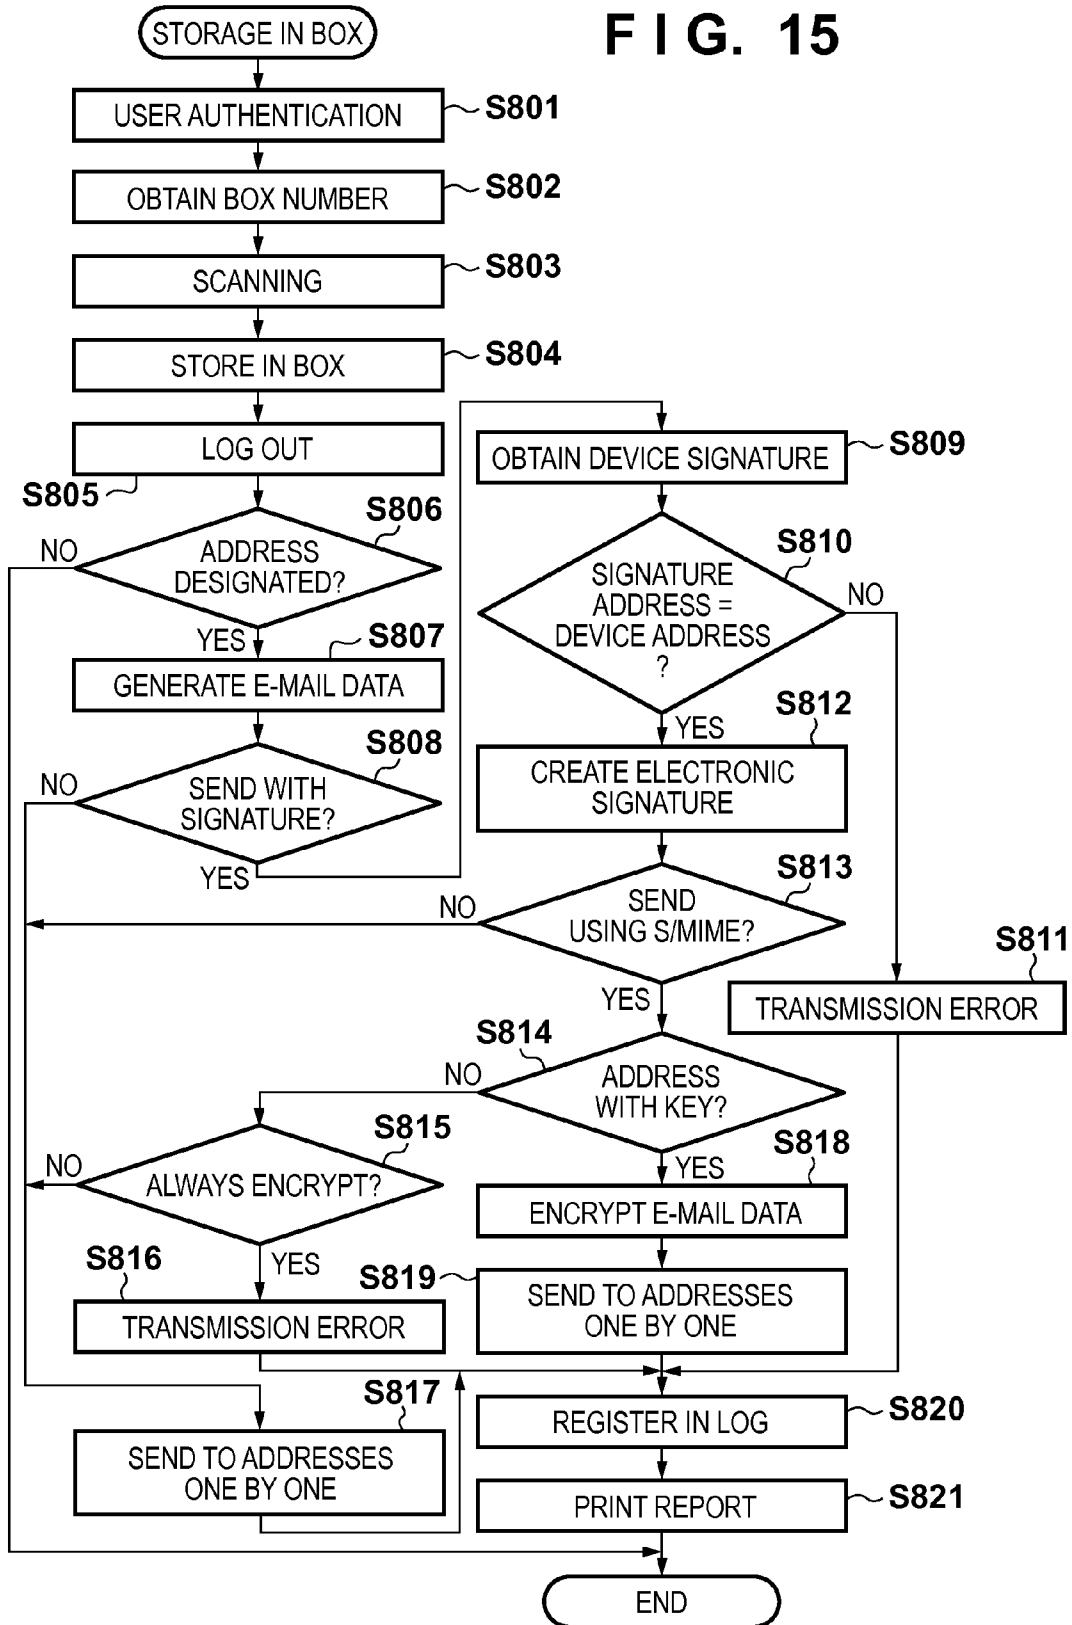 FIG. 15
STORAGE IN BOX
USER AUTHENTICATION
S801
OBTAIN BOX NUMBER
S802
SCANNING
S803
STORE IN BOX
S804
LOG OUT
S805
S806
ADDRESS
DESIGNATED?
NO
YES
S807
GENERATE E-MAIL DATA
S808
SEND WITH
SIGNATURE?
NO
YES
OBTAIN DEVICE SIGNATURE
S809
S810
SIGNATURE
ADDRESS =
DEVICE ADDRESS
?
NO
YES
S812
CREATE ELECTRONIC
SIGNATURE
S813
SEND
USING S/MIME?
NO
YES
S811
TRANSMISSION ERROR
S814
ADDRESS
WITH KEY?
NO
YES
S815
ALWAYS ENCRYPT?
NO
YES
S818
ENCRYPT E-MAIL DATA
S816
TRANSMISSION ERROR
S819
SEND TO ADDRESSES
ONE BY ONE
S817
SEND TO ADDRESSES
ONE BY ONE
REGISTER IN LOG
S820
PRINT REPORT
S821
END